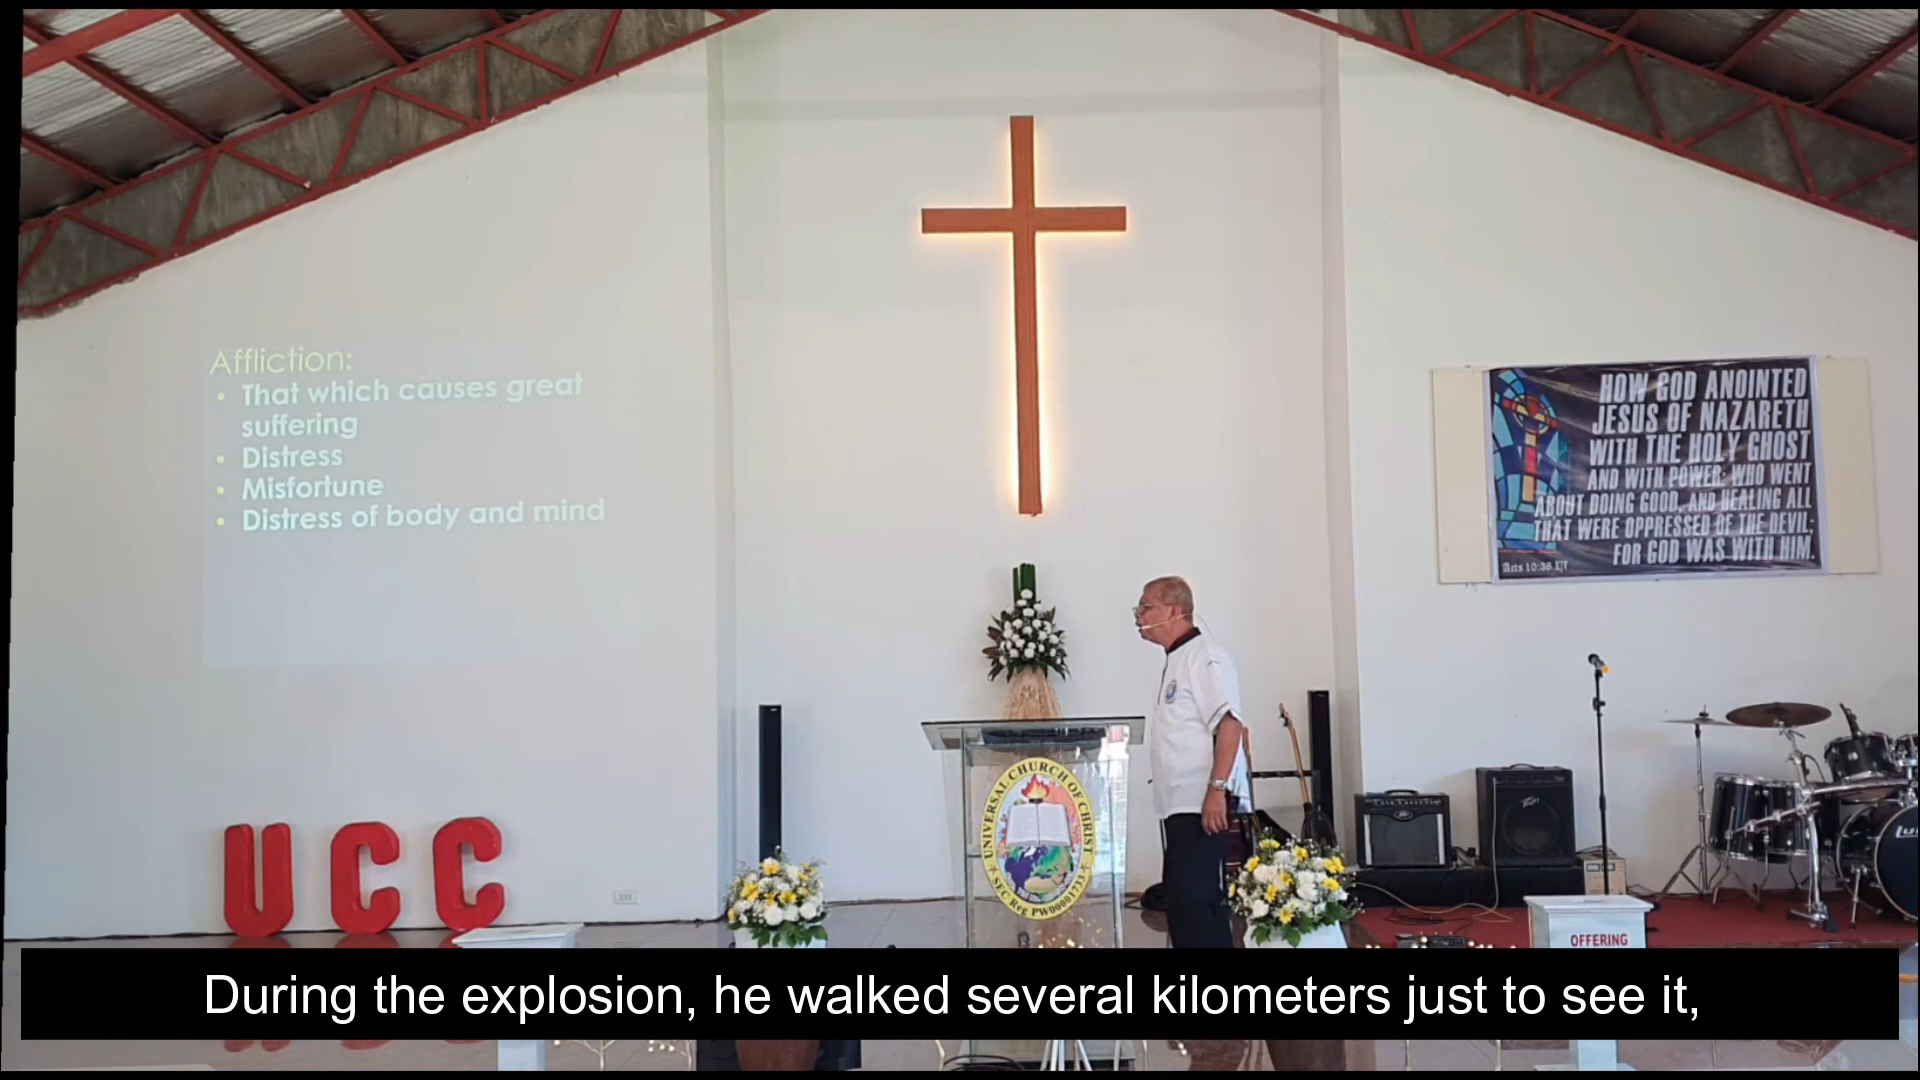 Affliction:
• That which causes great
suffering
• Distress
• Misfortune
• Distress of body and mind
HOW GOD ANOINTED
JESUS OF NAZARETH
WITH THE HOLY GHOST
AND WITH POWER: WHO WENT
ABOUT DOING GOOD, AND HEALING ALL
THAT WERE OPPRESSED OF THE DEVIL;
FOR GOD WAS WITH HIM.
Acts 10:38 KJV
UNIVERSAL CHURCH OF CHRIST
UCC
OFFERING
During the explosion, he walked several kilometers just to see it,